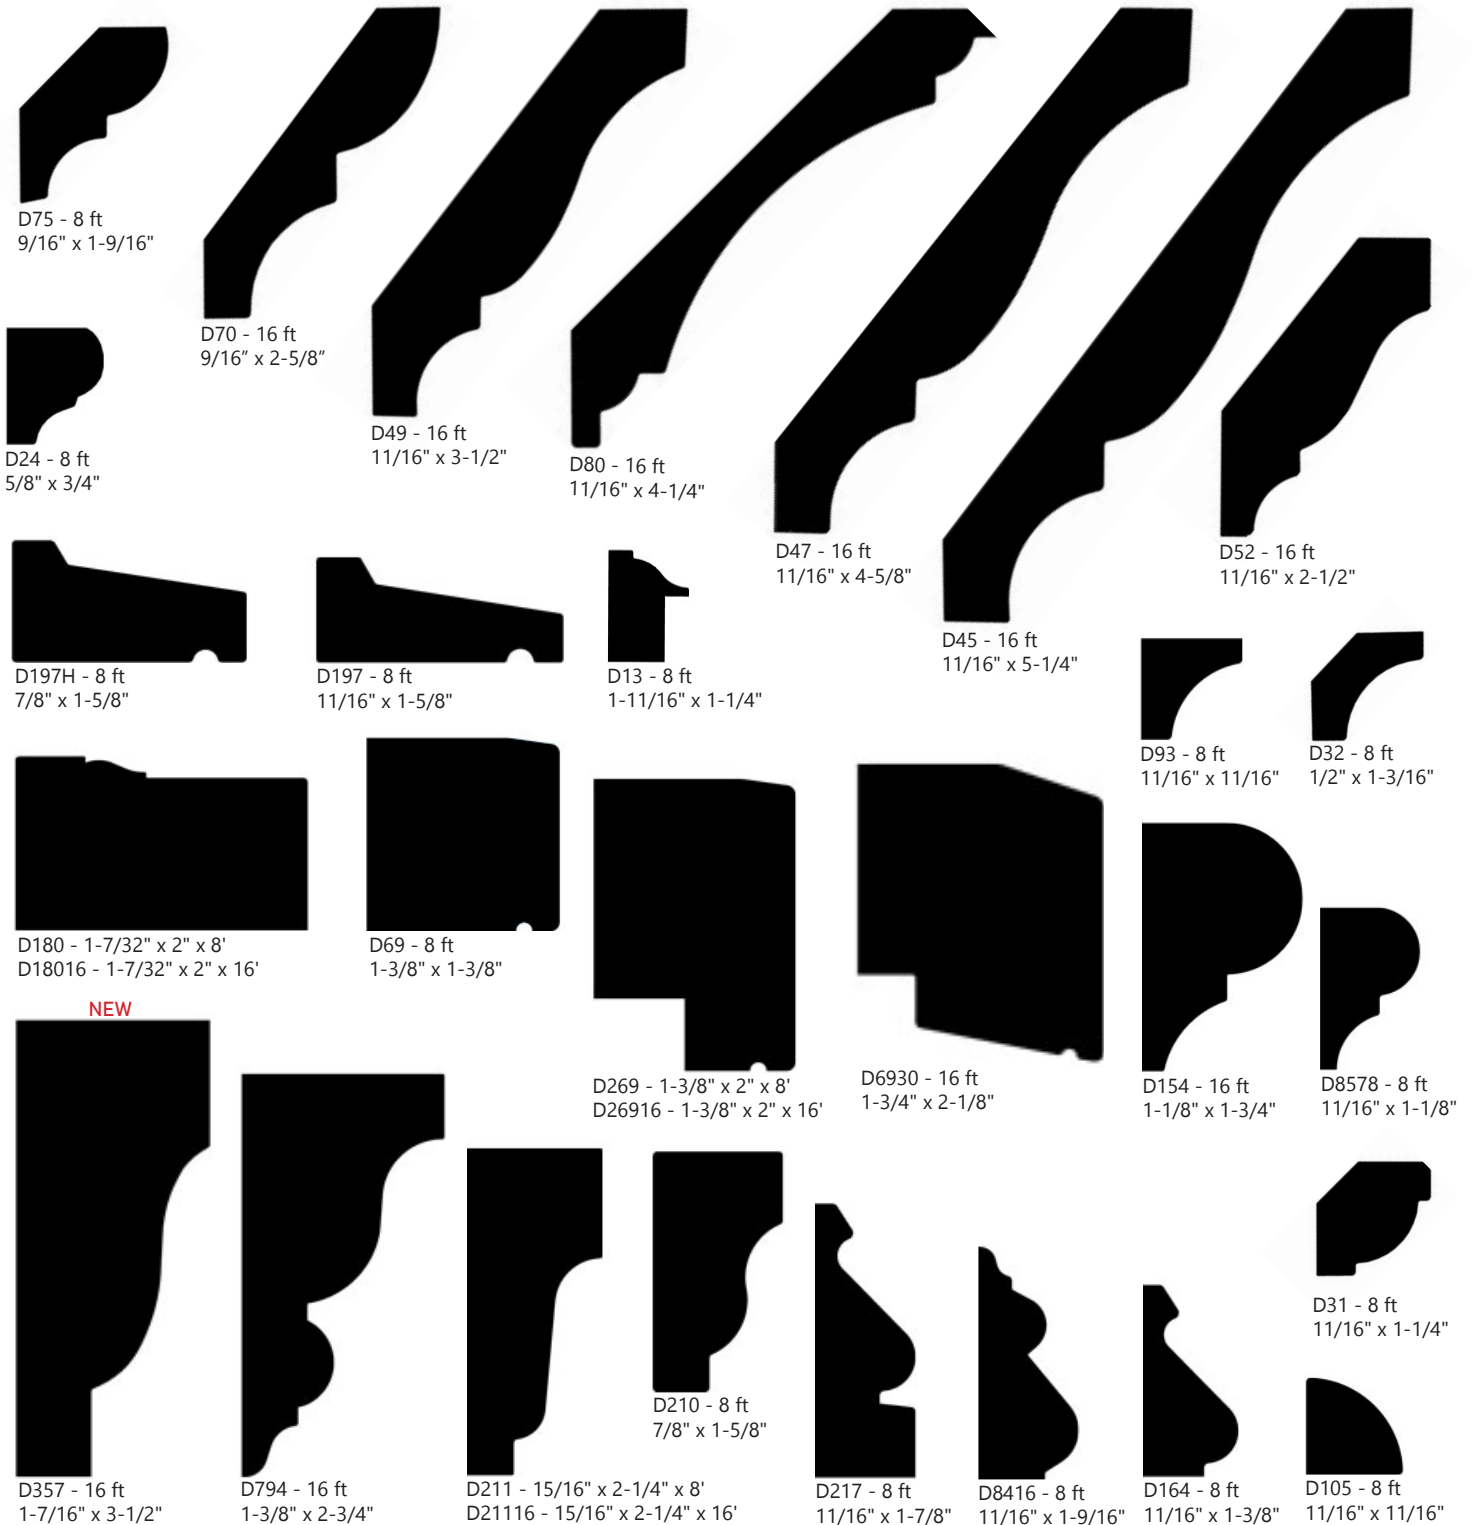 D75 - 8 ft
9/16" x 1-9/16"
D70 - 16 ft
9/16” x 2-5/8”
D49 - 16 ft
11/16" x 3-1/2"
D80 - 16 ft
11/16" x 4-1/4"
D24 - 8 ft
5/8" x 3/4"
D47 - 16 ft
11/16" x 4-5/8"
D52 - 16 ft
11/16" x 2-1/2"
D45 - 16 ft
11/16" x 5-1/4"
D197H - 8 ft
7/8" x 1-5/8"
D197 - 8 ft
11/16" x 1-5/8"
D13 - 8 ft
1-11/16" x 1-1/4"
D93 - 8 ft
11/16" x 11/16"
D32 - 8 ft
1/2" x 1-3/16"
D180 - 1-7/32" x 2" x 8'
D18016 - 1-7/32" x 2" x 16'
D69 - 8 ft
1-3/8" x 1-3/8"
D269 - 1-3/8" x 2" x 8'
D26916 - 1-3/8" x 2" x 16'
D6930 - 16 ft
1-3/4" x 2-1/8"
D154 - 16 ft
1-1/8" x 1-3/4"
D8578 - 8 ft
11/16" x 1-1/8"
NEW
D357 - 16 ft
1-7/16" x 3-1/2"
D794 - 16 ft
1-3/8" x 2-3/4"
D211 - 15/16" x 2-1/4" x 8'
D21116 - 15/16" x 2-1/4" x 16'
D210 - 8 ft
7/8" x 1-5/8"
D217 - 8 ft
11/16" x 1-7/8"
D8416 - 8 ft
11/16" x 1-9/16"
D164 - 8 ft
11/16" x 1-3/8"
D31 - 8 ft
11/16" x 1-1/4"
D105 - 8 ft
11/16" x 11/16"